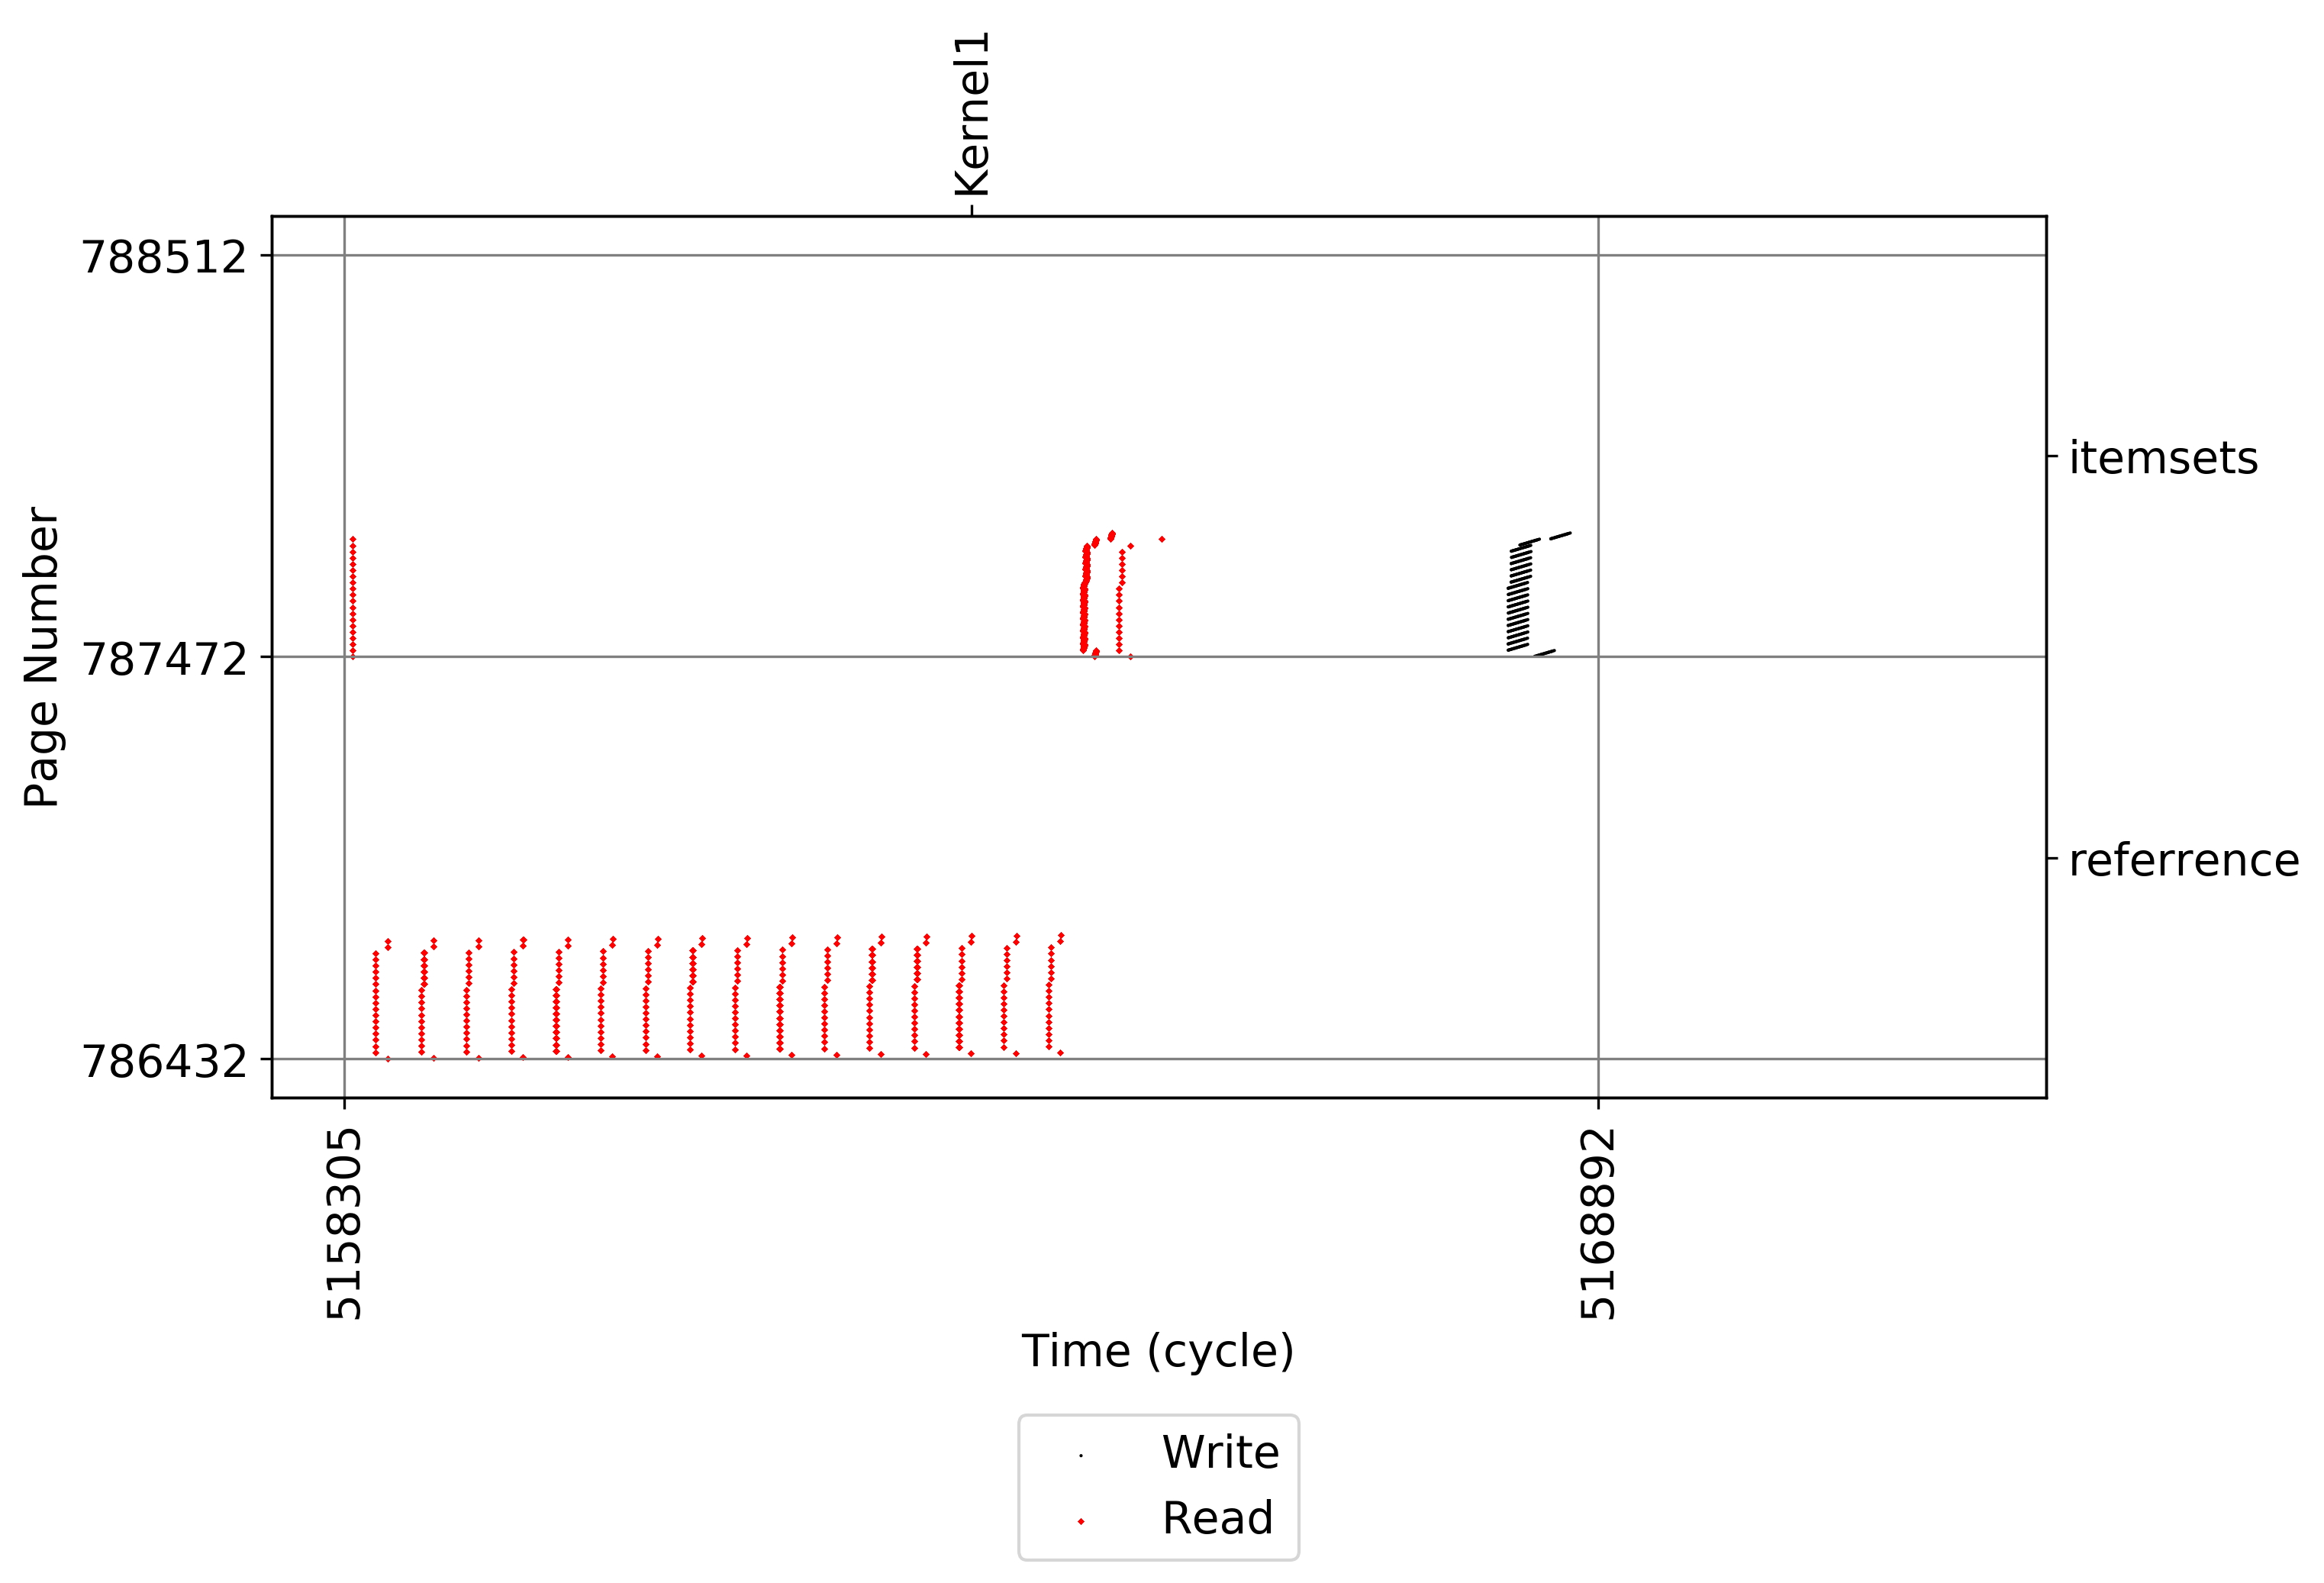 Kernel1
788512
itemsets
787472
Page Number
referrence
786432
5158305
5168892
Time (cycle)
Write
Read